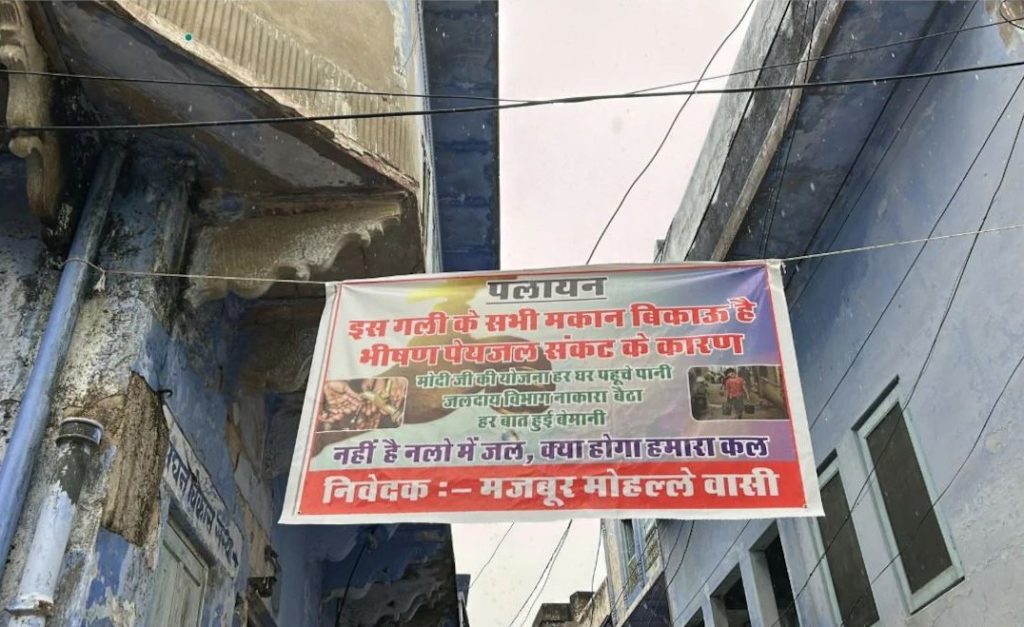 पलायन
इस गली के सभी मकान बिकाऊ है
भीषण पेयजल संकट के कारण
मोदी जी की योजना हर घर पहूचे पानी
जलदाय विभाग नाकारा बैठा
हर बात हुई बेमानी
नहीं है नलो में जल, क्या होगा हमारा कल
निवेदक :– मजबूर मोहल्ले वासी